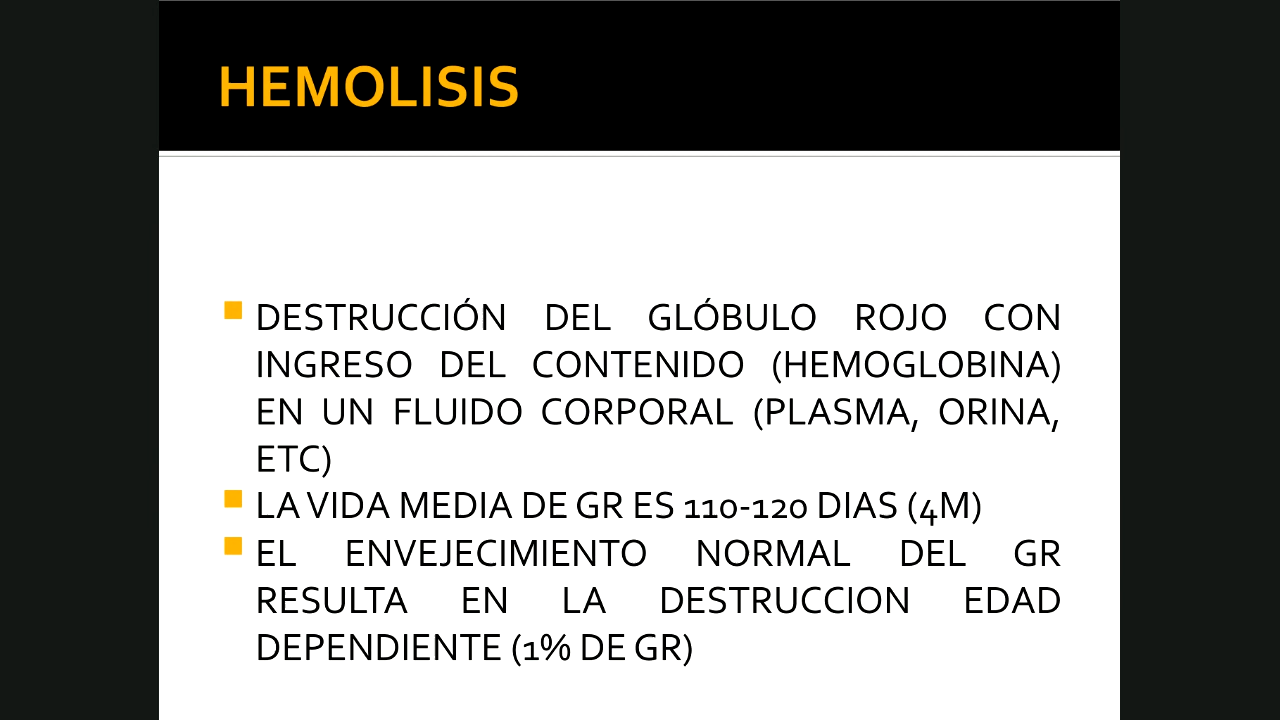 HEMOLISIS
DESTRUCCIÓN DEL GLÓBULO ROJO CON
INGRESO DEL CONTENIDO (HEMOGLOBINA)
EN UN FLUIDO CORPORAL (PLASMA, ORINA,
ETC)
LA VIDA MEDIA DE GR ES 110-120 DIAS (4M)
EL ENVEJECIMIENTO NORMAL DEL GR
RESULTA EN LA DESTRUCCION EDAD
DEPENDIENTE (1% DE GR)